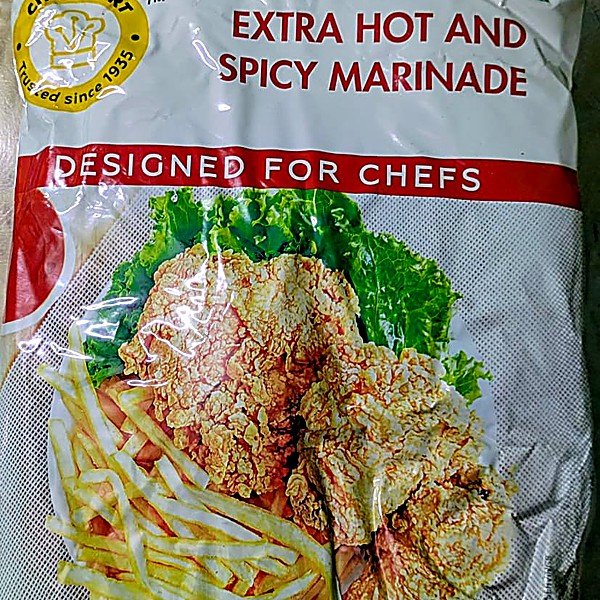 EXTRA HOT AND
SPICY MARINADE
Trusted since 1935
DESIGNED FOR CHEFS